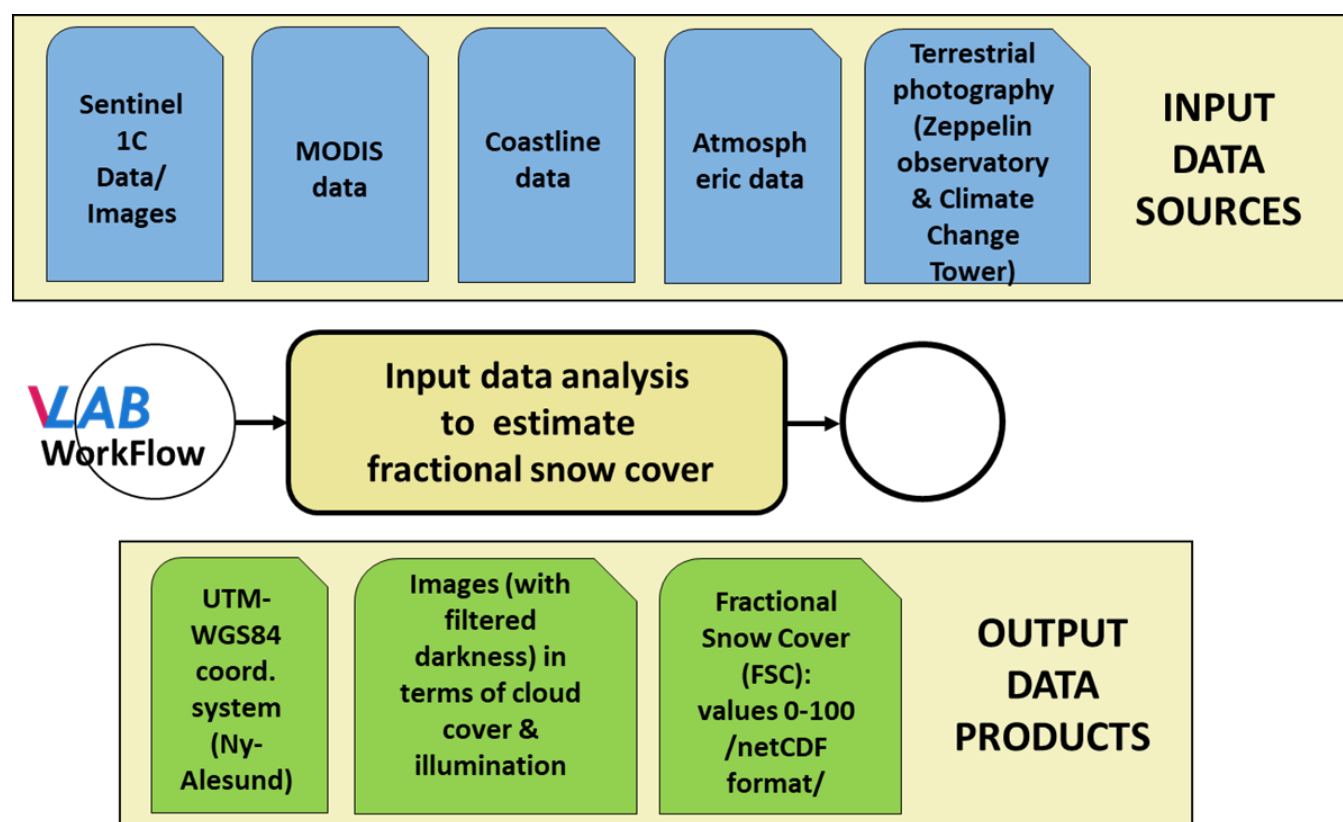 Sentinel
1C
Data/
Images
MODIS
data
Coastline
data
Atmosph
eric data
Terrestrial
photography
(Zeppelin
observatory
& Climate
Change
Tower)
INPUT
DATA
SOURCES
VLAB
WorkFlow
Input data analysis
to estimate
fractional snow cover
UTM-
WGS84
coord.
system
(Ny-
Alesund)
Images (with
filtered
darkness) in
terms of cloud
cover &
illumination
Fractional
Snow Cover
(FSC):
values 0-100
/netCDF
format/
OUTPUT
DATA
PRODUCTS